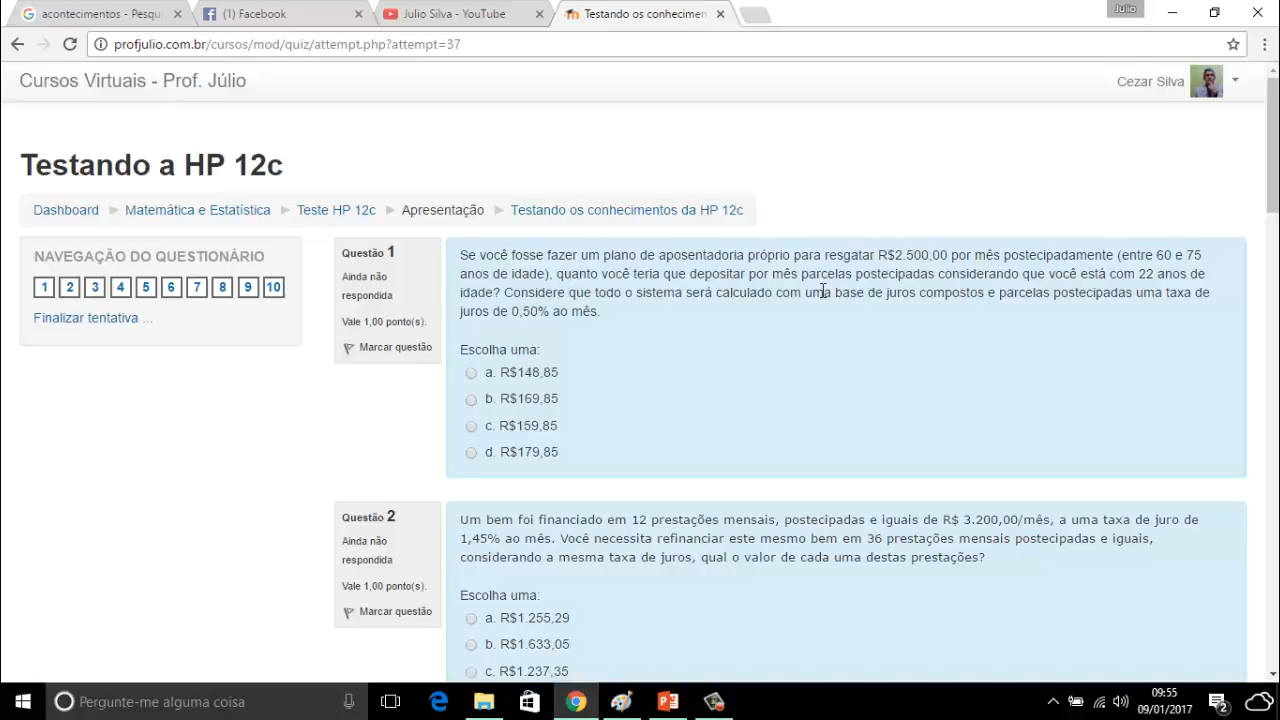 acontecimentos - Pesqu
(1) Facebook
Julio Silva - YouTube
Testando os conhecimen
Julio
profjulio.com.br/cursos/mod/quiz/attempt.php?attempt=37
Cursos Virtuais - Prof. Júlio
Cezar Silva
Testando a HP 12c
Dashboard
Matemática e Estatística
Teste HP 12c
Apresentação
Testando os conhecimentos da HP 12c
NAVEGAÇÃO DO QUESTIONÁRIO
1 2 3 4 5 6 7 8 9 10
Finalizar tentativa ...
Questão 1
Ainda não
respondida
Vale 1,00 ponto(s).
Marcar questão
Se você fosse fazer um plano de aposentadoria próprio para resgatar R$2.500,00 por mês postecipadamente (entre 60 e 75
anos de idade), quanto você teria que depositar por mês parcelas postecipadas considerando que você está com 22 anos de
idade? Considere que todo o sistema será calculado com uma base de juros compostos e parcelas postecipadas uma taxa de
juros de 0,50% ao mês.
Escolha uma:
a. R$148,85
b. R$169,85
c. R$159,85
d. R$179,85
Questão 2
Ainda não
respondida
Vale 1,00 ponto(s).
Marcar questão
Um bem foi financiado em 12 prestações mensais, postecipadas e iguais de R$ 3.200,00/mês, a uma taxa de juro de
1,45% ao mês. Você necessita refinanciar este mesmo bem em 36 prestações mensais postecipadas e iguais,
considerando a mesma taxa de juros, qual o valor de cada uma destas prestações?
Escolha uma:
a. R$1.255,29
b. R$1.633,05
c. R$1.237,35
Pergunte-me alguma coisa
09:55
09/01/2017
2